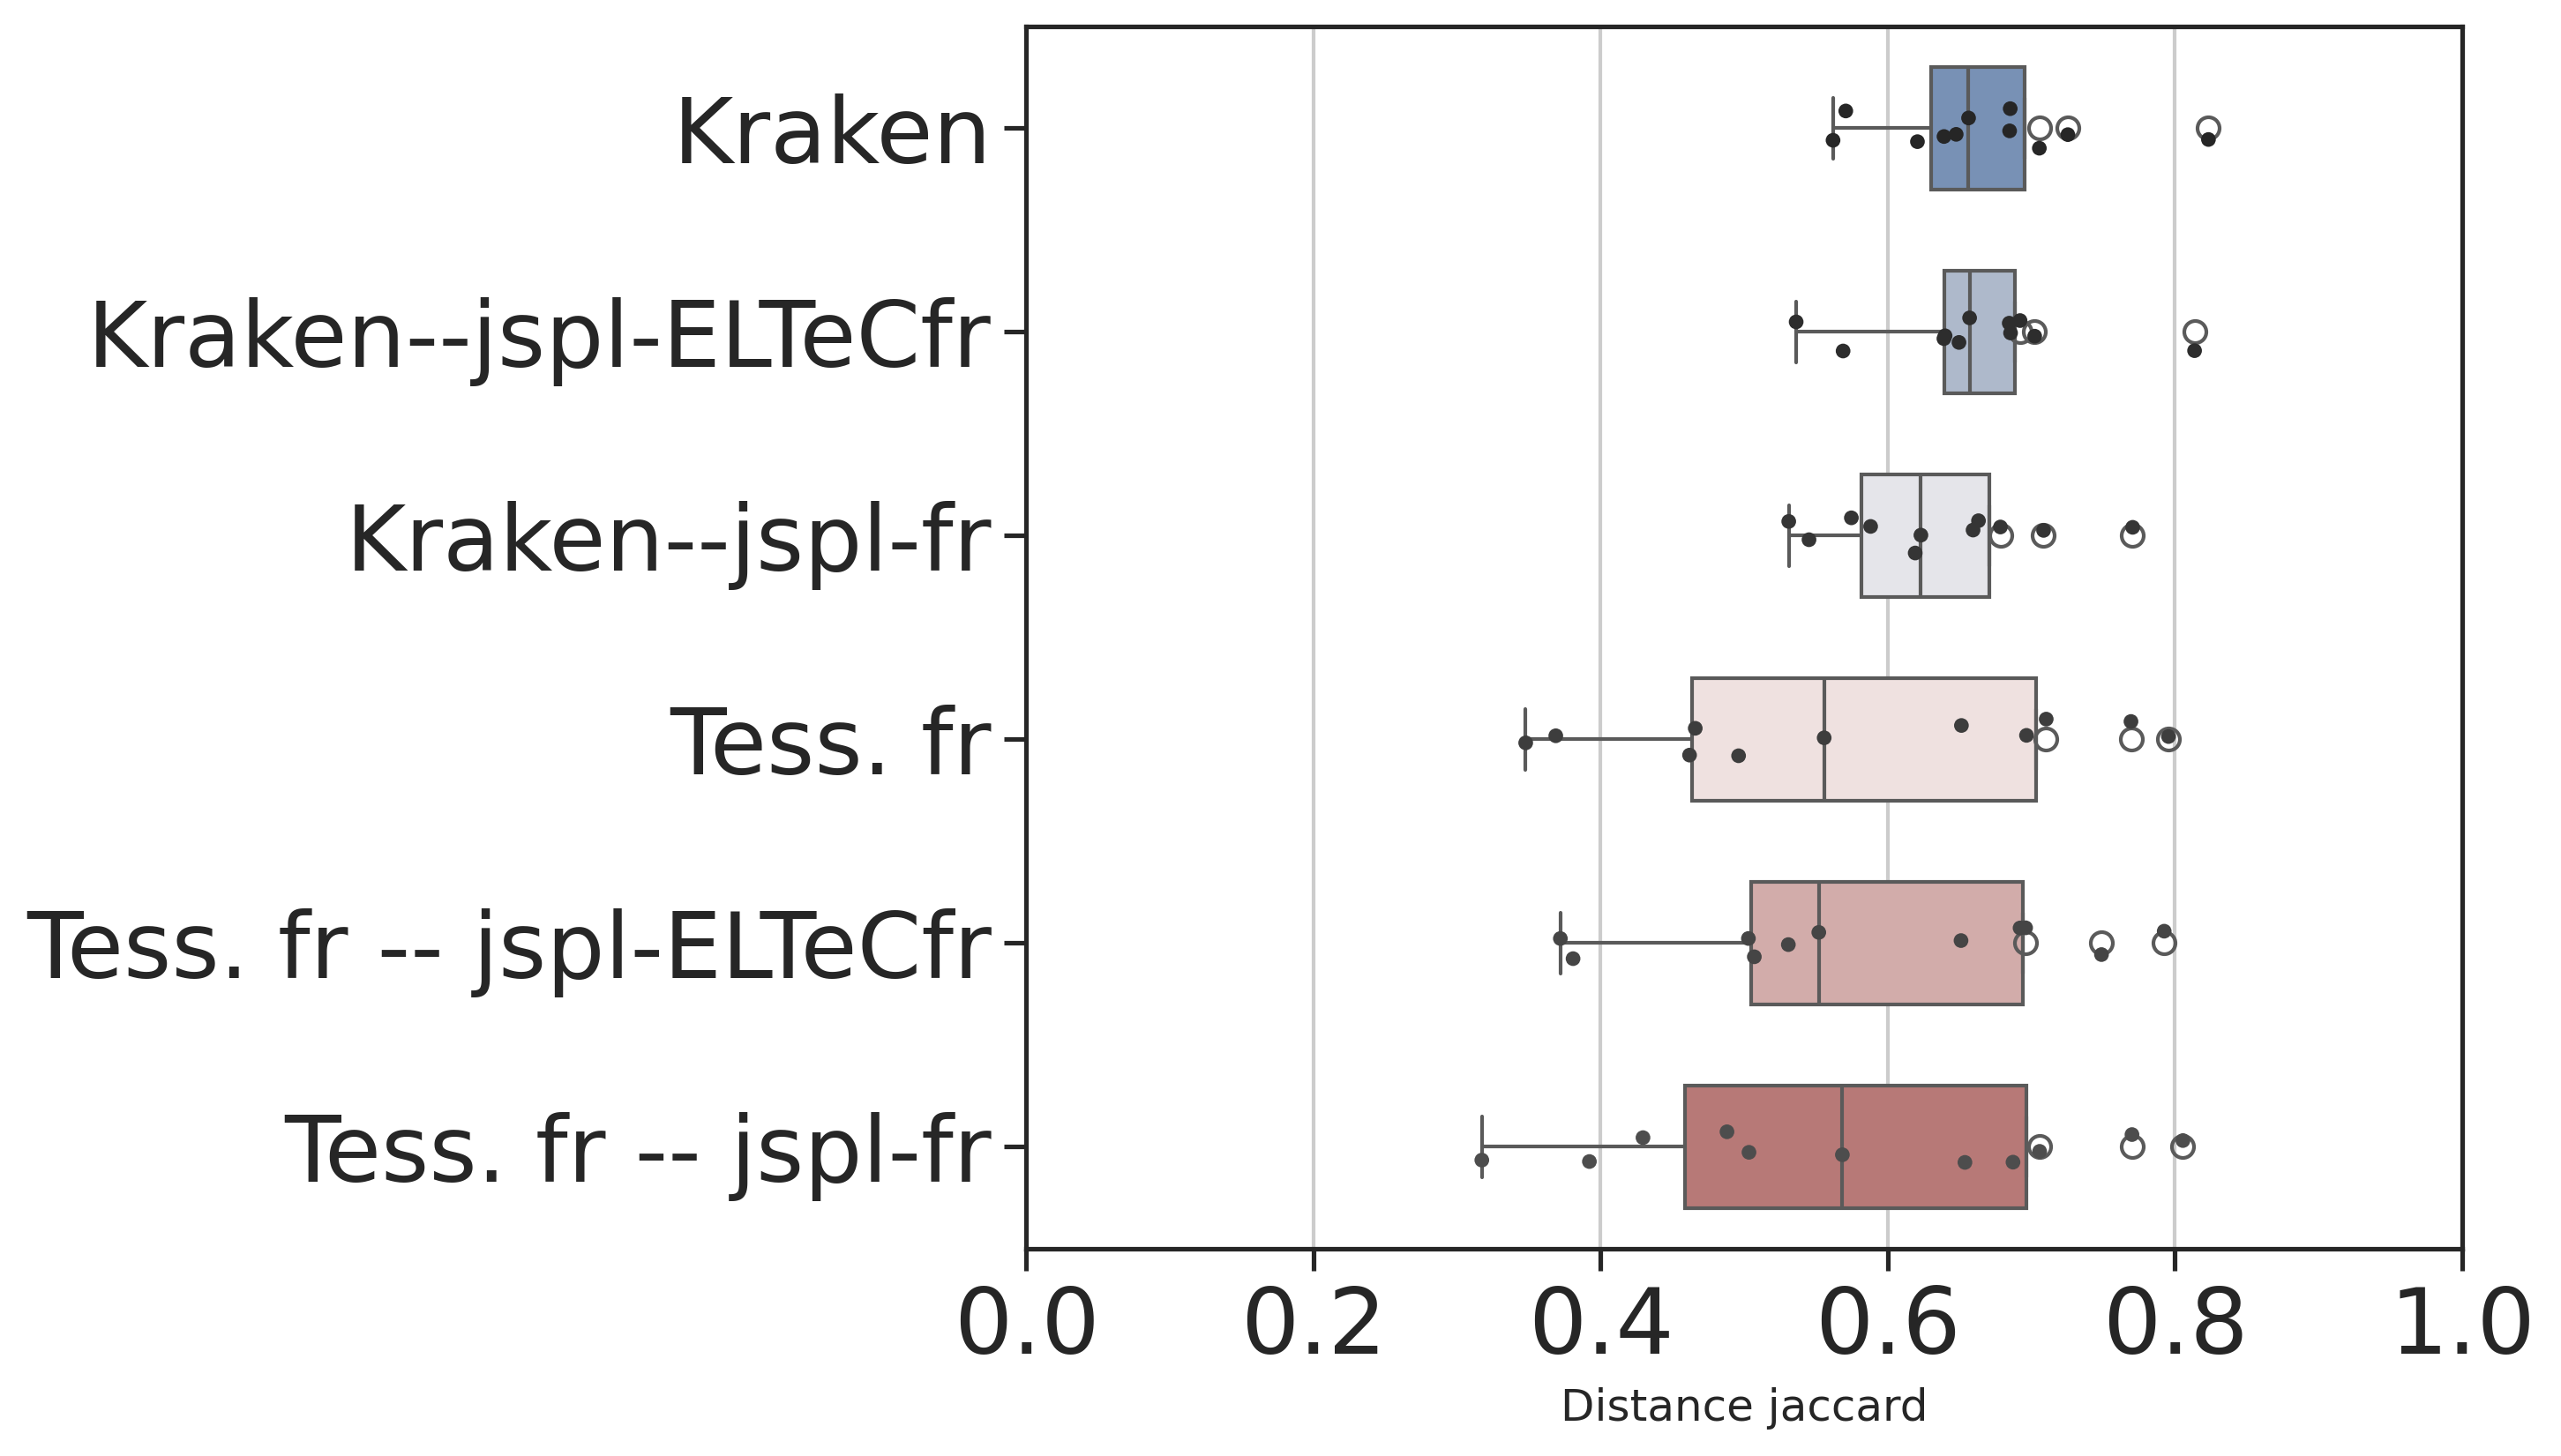 Kraken
Kraken--jspl-ELTeCfr
Kraken--jspl-fr
Tess. fr
Tess. fr -- jspl-ELTeCfr
Tess. fr -- jspl-fr
0.0 0.2 0.4 0.6 0.8 1.0
Distance jaccard